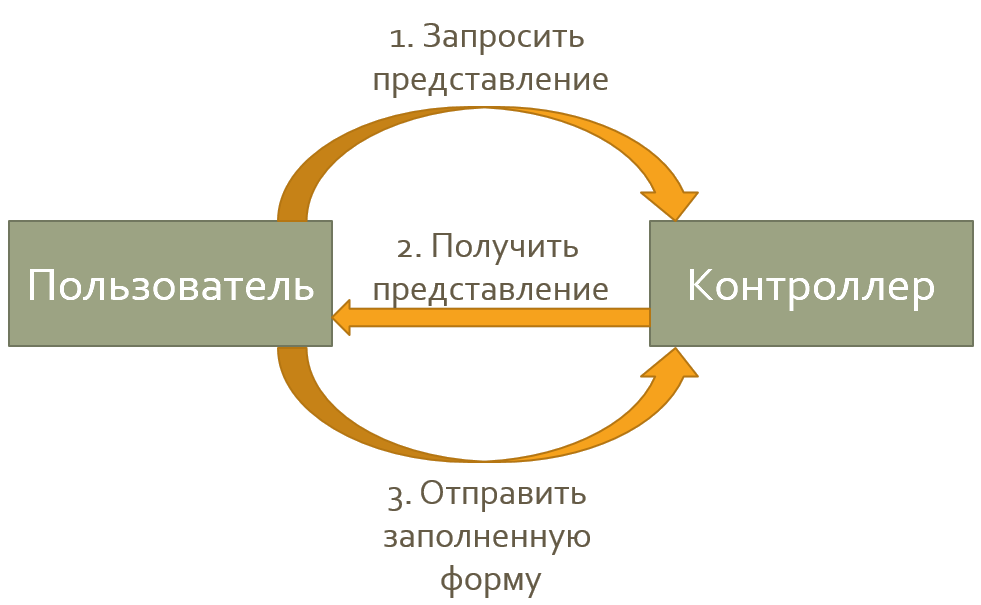 1. Запросить
представление
Пользователь
2. Получить
представление
Контроллер
3. Отправить
заполненную
форму